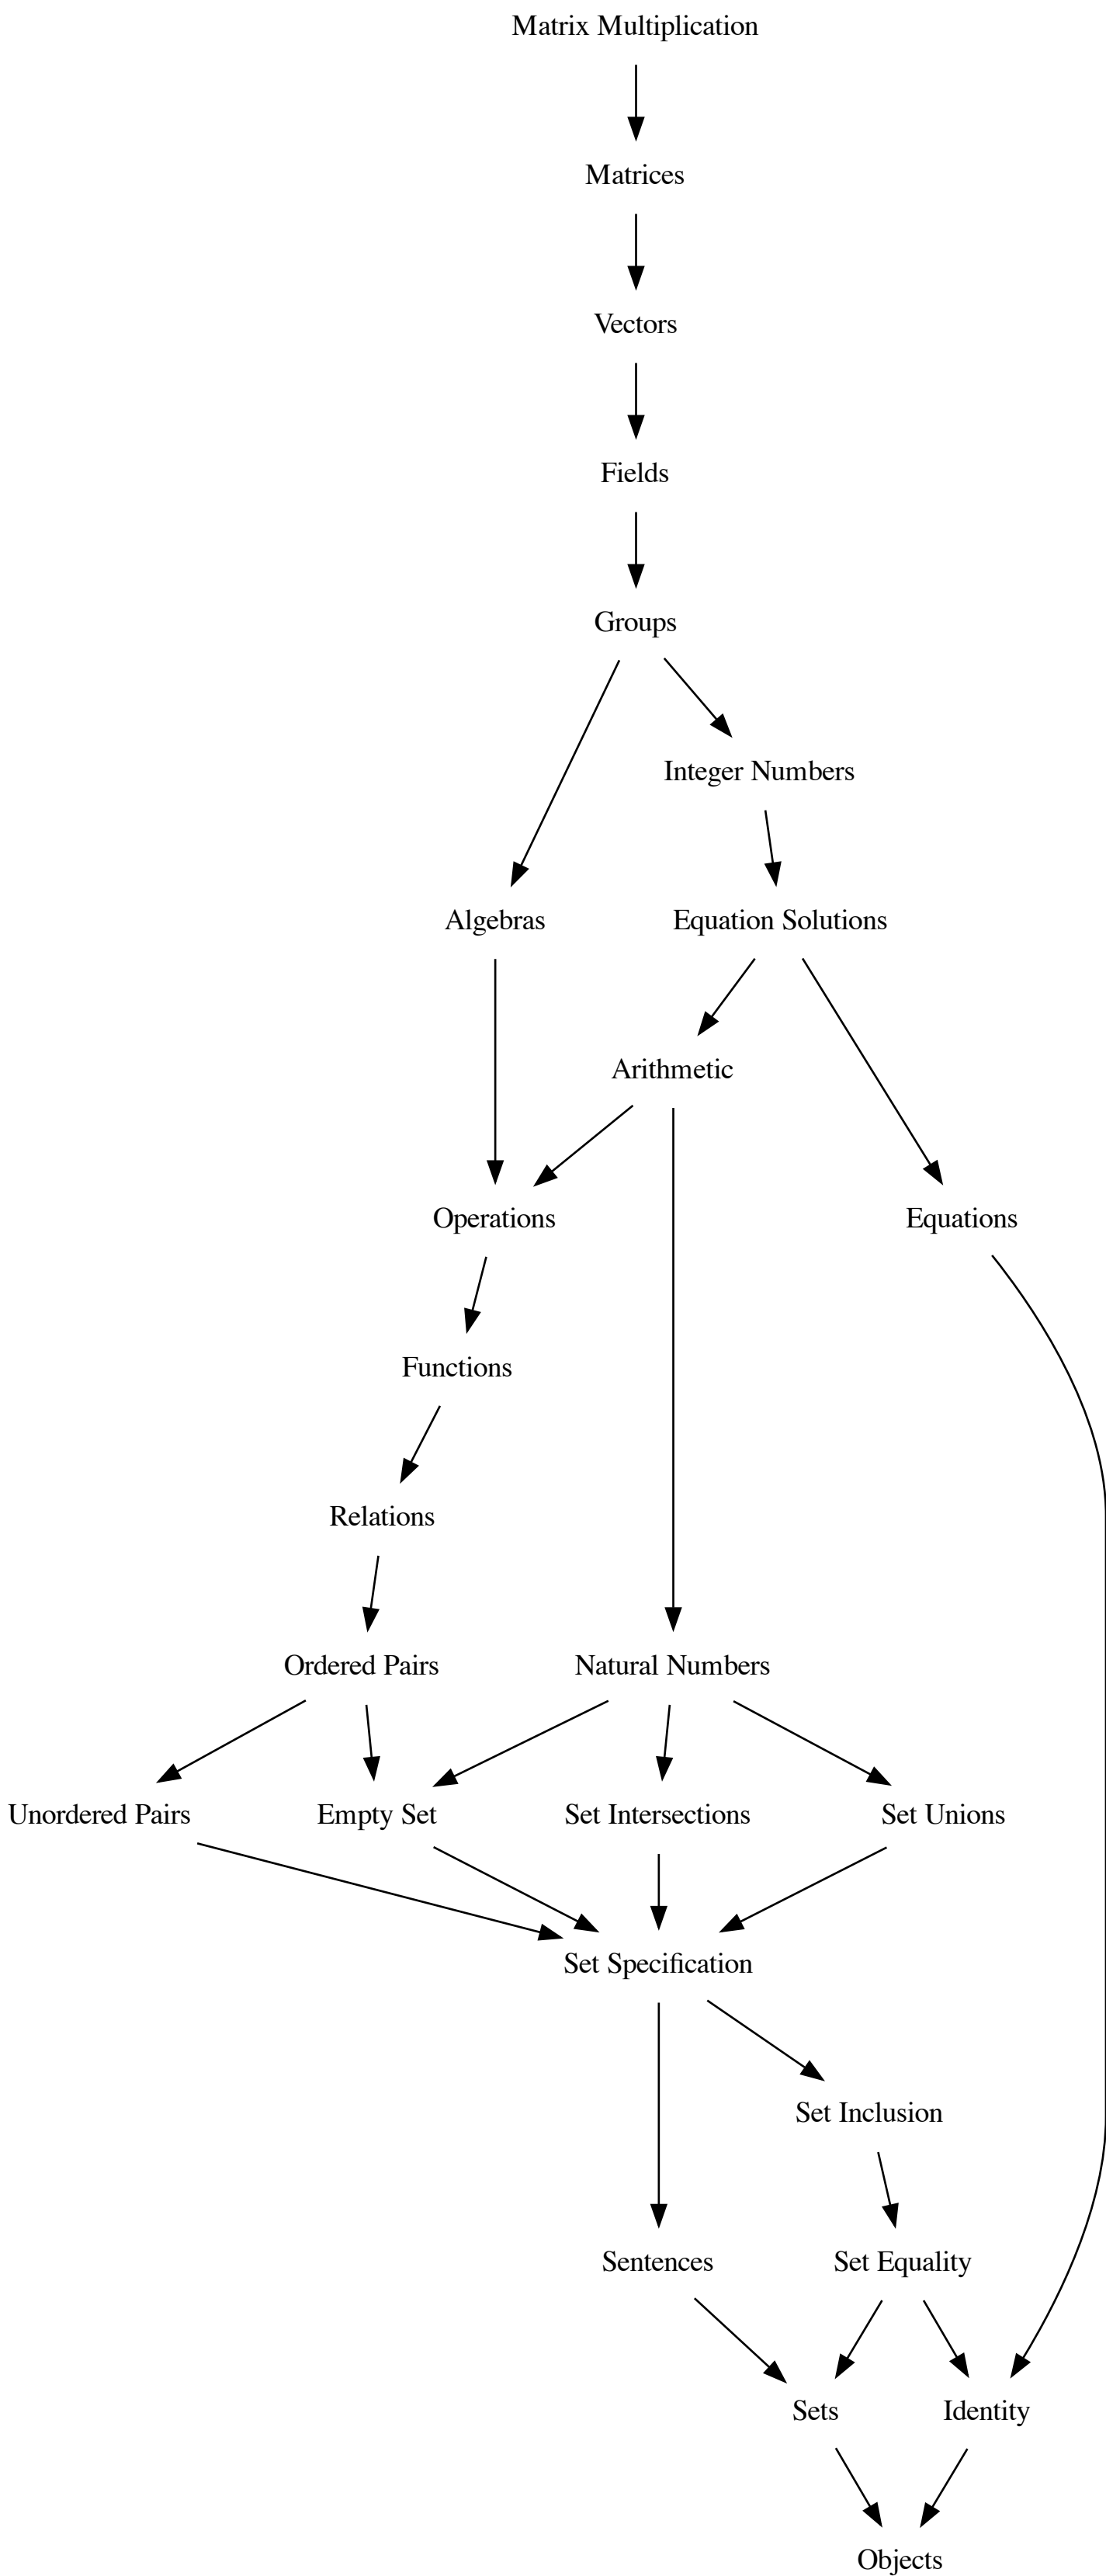 Matrix Multiplication
Matrices
Vectors
Fields
Groups
Integer Numbers
Algebras
Equation Solutions
Arithmetic
Operations
Equations
Functions
Relations
Ordered Pairs
Natural Numbers
Unordered Pairs
Empty Set
Set Intersections
Set Unions
Set Specification
Set Inclusion
Sentences
Set Equality
Sets
Identity
Objects